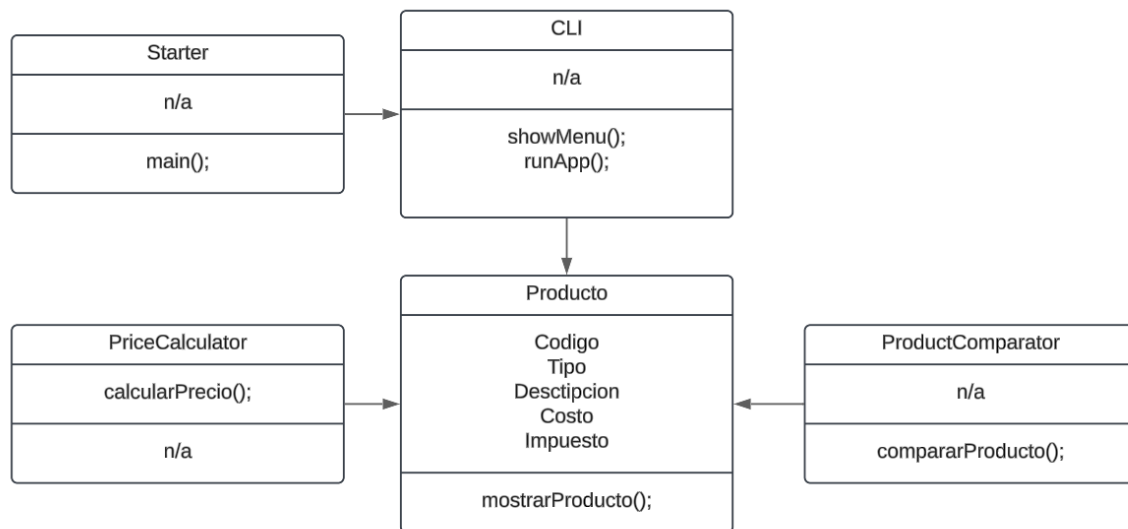 Starter
n/a
main();
CLI
n/a
showMenu();
runApp();
PriceCalculator
calcularPrecio();
n/a
Producto
Codigo
Tipo
Desctipcion
Costo
Impuesto
mostrarProducto();
ProductComparator
n/a
compararProducto();